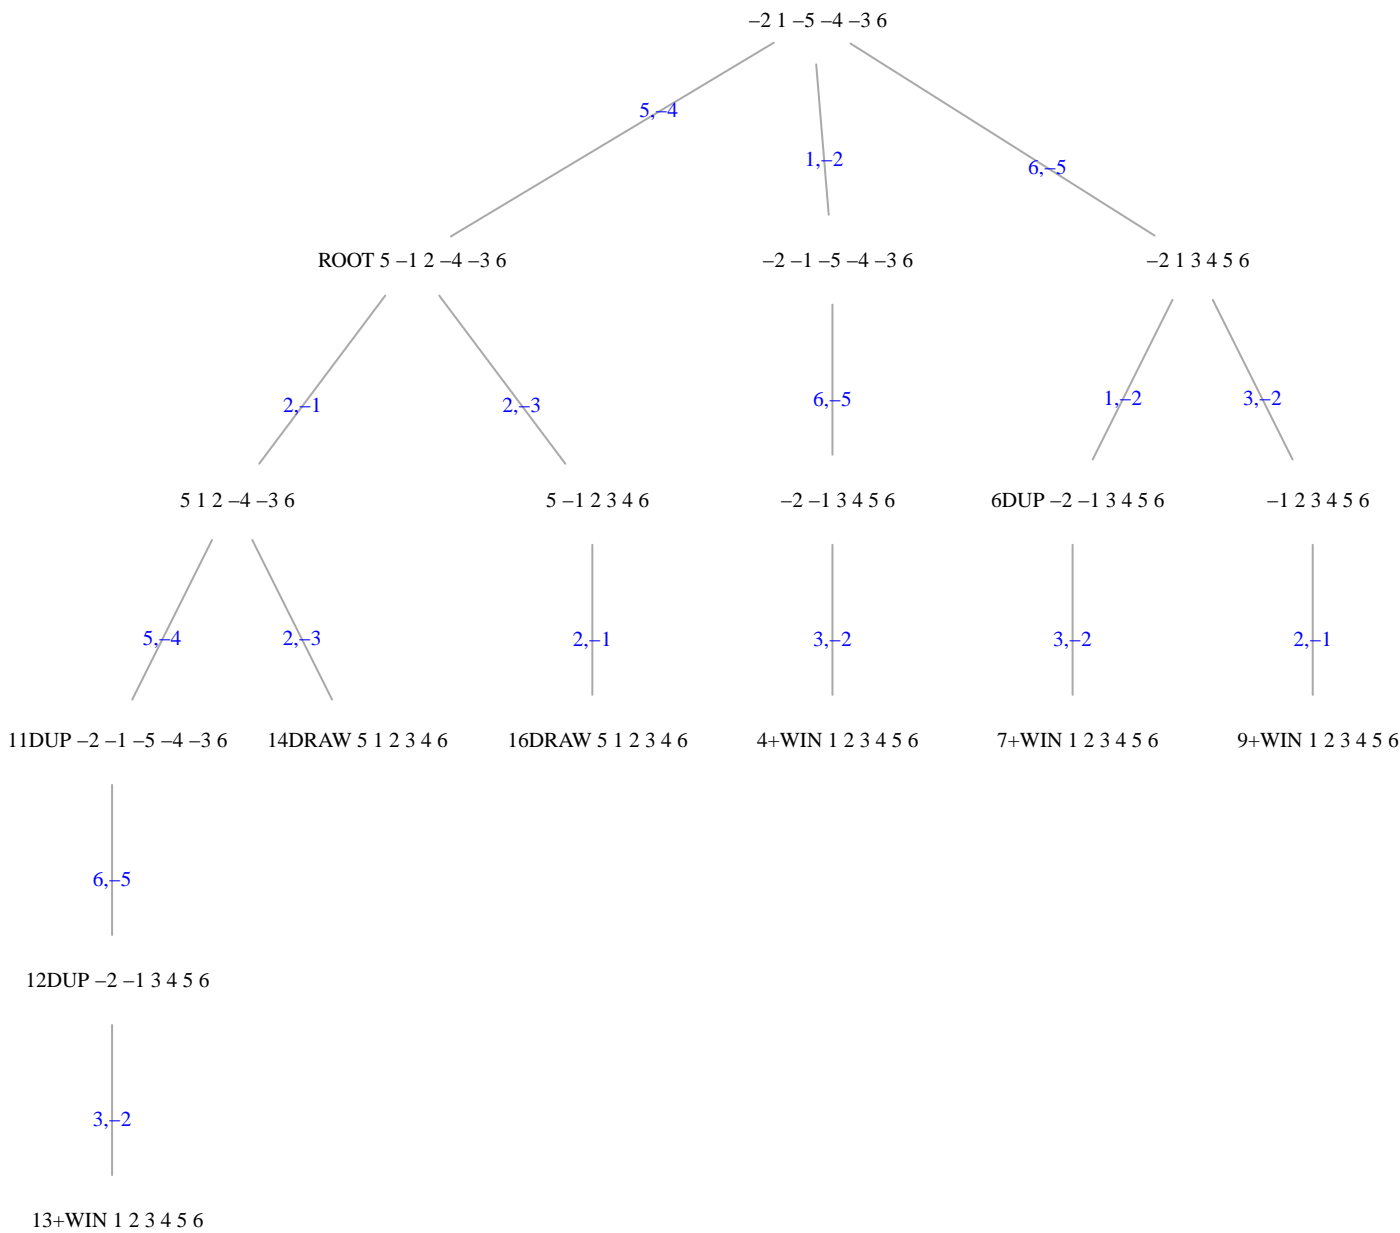 –2 1 –5 –4 –3 6
5,–4
1,–2
6,–5
ROOT 5 –1 2 –4 –3 6
–2 –1 –5 –4 –3 6
–2 1 3 4 5 6
2,–1
2,–3
6,–5
1,–2
3,–2
5 1 2 –4 –3 6
5 –1 2 3 4 6
–2 –1 3 4 5 6
6DUP –2 –1 3 4 5 6
–1 2 3 4 5 6
5,–4
2,–3
2,–1
3,–2
3,–2
2,–1
11DUP –2 –1 –5 –4 –3 6
14DRAW 5 1 2 3 4 6
16DRAW 5 1 2 3 4 6
4+WIN 1 2 3 4 5 6
7+WIN 1 2 3 4 5 6
9+WIN 1 2 3 4 5 6
6,–5
12DUP –2 –1 3 4 5 6
3,–2
13+WIN 1 2 3 4 5 6